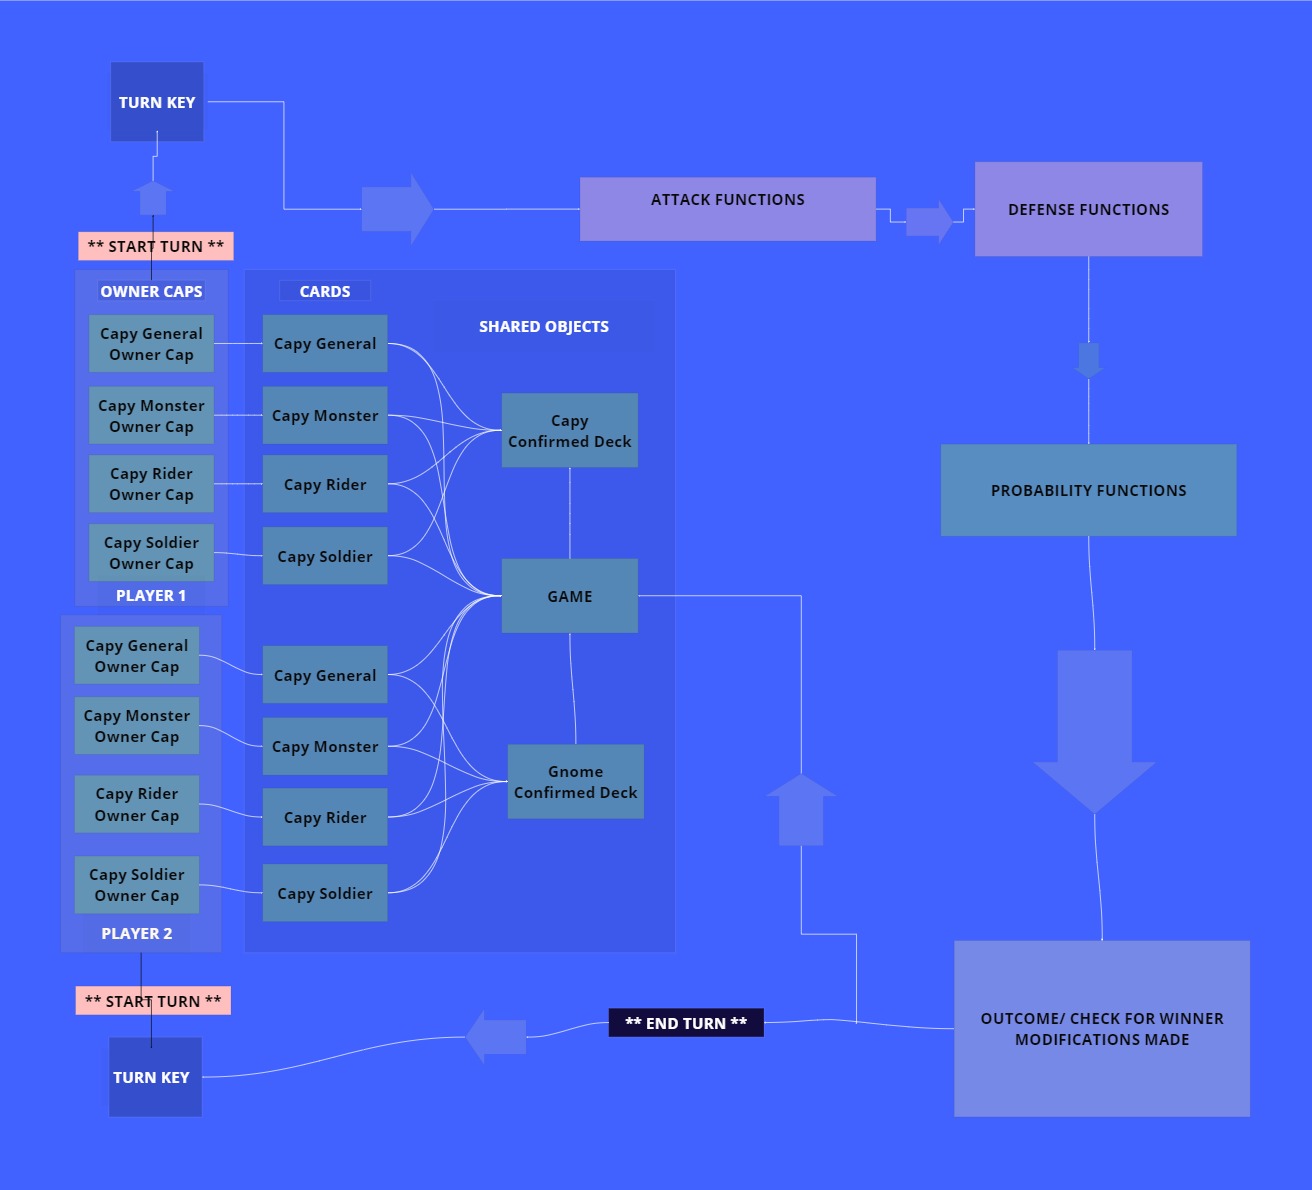 TURN KEY
ATTACK FUNCTIONS
DEFENSE FUNCTIONS
** START TURN **
OWNER CAPS
CARDS
SHARED OBJECTS
Capy General
Owner Cap
Capy General
Capy Monster
Owner Cap
Capy Monster
Capy
Confirmed Deck
Capy Rider
Owner Cap
Capy Rider
PROBABILITY FUNCTIONS
Capy Soldier
Owner Cap
Capy Soldier
PLAYER 1
GAME
Capy General
Owner Cap
Capy General
Capy Monster
Owner Cap
Capy Monster
Gnome
Confirmed Deck
Capy Rider
Owner Cap
Capy Rider
Capy Soldier
Owner Cap
Capy Soldier
PLAYER 2
** START TURN **
** END TURN **
OUTCOME/ CHECK FOR WINNER
MODIFICATIONS MADE
TURN KEY